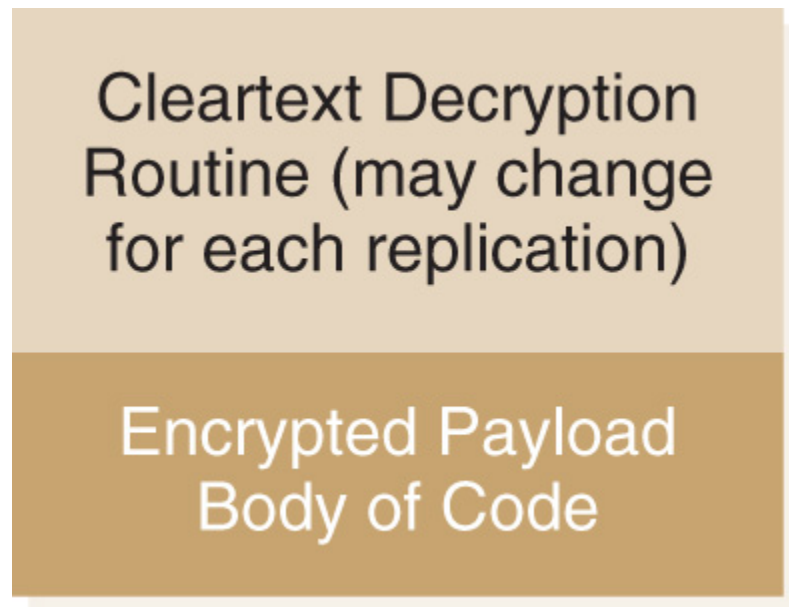 Cleartext Decryption
Routine (may change
for each replication)
Encrypted Payload
Body of Code